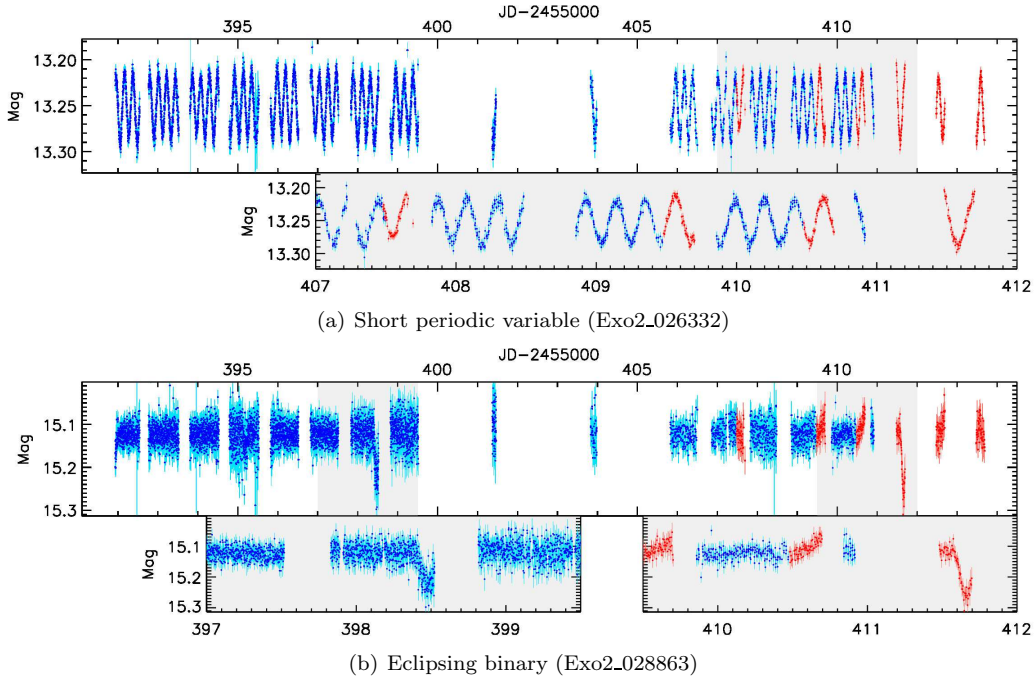 JD-2455000
395 400 405 410
Mag
13.20
13.25
13.30
Mag
13.20
13.25
13.30
407 408 409 410 411 412
(a) Short periodic variable (Exo2_026332)
JD-2455000
395 400 405 410
Mag
15.1
15.2
15.3
Mag
15.1
15.2
15.3
397 398 399 410 411 412
(b) Eclipsing binary (Exo2_028863)